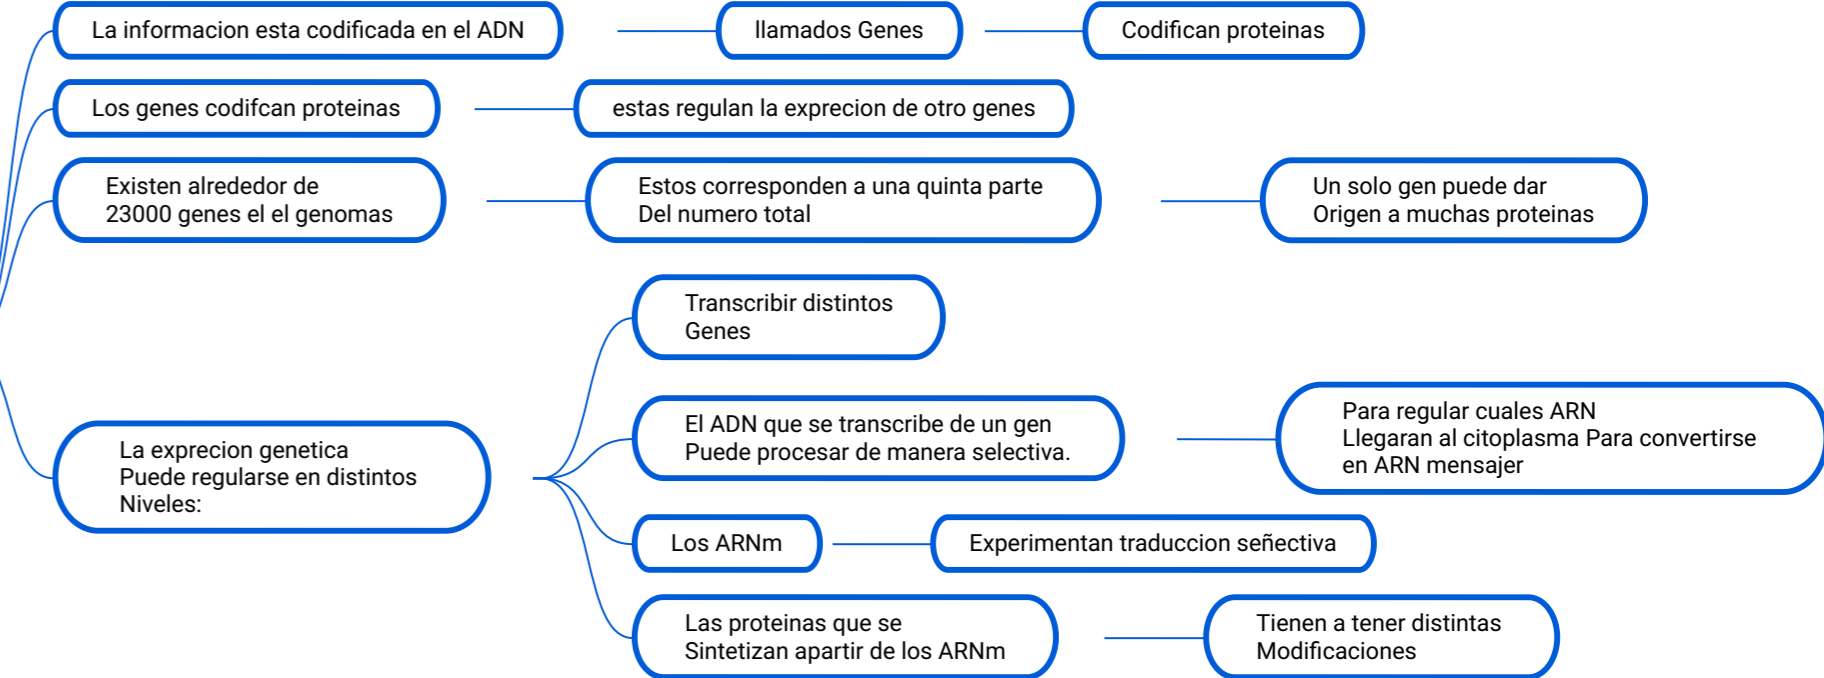 La informacion esta codificada en el ADN
llamados Genes
Codifican proteinas
Los genes codifcan proteinas
estas regulan la exprecion de otro genes
Existen alrededor de
23000 genes el el genomas
Estos corresponden a una quinta parte
Del numero total
Un solo gen puede dar
Origen a muchas proteinas
La exprecion genetica
Puede regularse en distintos
Niveles:
Transcribir distintos
Genes
El ADN que se transcribe de un gen
Puede procesar de manera selectiva.
Para regular cuales ARN
Llegaran al citoplasma Para convertirse
en ARN mensajer
Los ARNm
Experimentan traduccion señectiva
Las proteinas que se
Sintetizan apartir de los ARNm
Tienen a tener distintas
Modificaciones